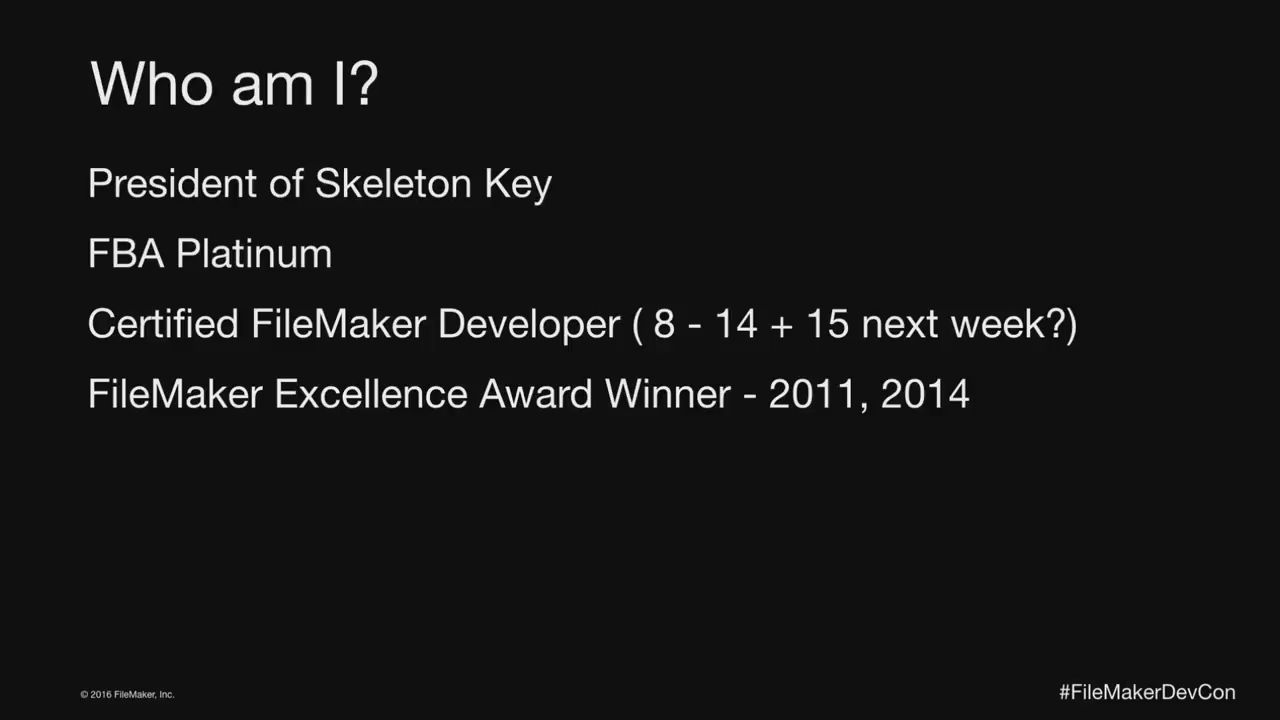 Who am I?
President of Skeleton Key
FBA Platinum
Certified FileMaker Developer ( 8 - 14 + 15 next week?)
FileMaker Excellence Award Winner - 2011, 2014
© 2016 FileMaker, Inc.
#FileMakerDevCon